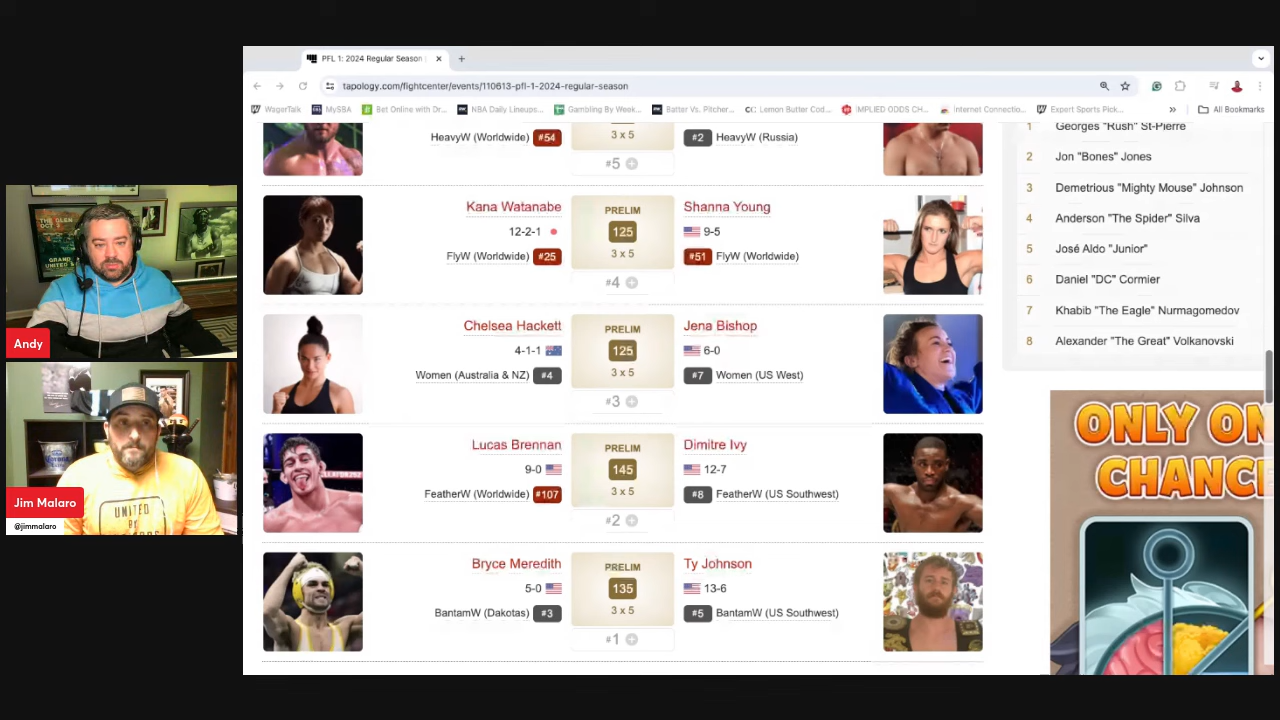 PFL 1: 2024 Regular Season
tapology.com/fightcenter/events/110613-pfl-1-2024-regular-season
WagerTalk
MySBA
Bet Online with Dr...
NBA Daily Lineups...
Gambling By Week...
Batter Vs. Pitcher...
Lemon Butter Cod...
IMPLIED ODDS CH...
Internet Connectio...
Expert Sports Pick...
»
All Bookmarks
HeavyW (Worldwide) #54
3 x 5
#2 HeavyW (Russia)
#5
Kana Watanabe
PRELIM
Shanna Young
12-2-1
125
9-5
FlyW (Worldwide) #25
3 x 5
#51 FlyW (Worldwide)
#4
Chelsea Hackett
PRELIM
Jena Bishop
4-1-1
125
6-0
Women (Australia & NZ) #4
3 x 5
#7 Women (US West)
#3
Lucas Brennan
PRELIM
Dimitre Ivy
9-0
145
12-7
FeatherW (Worldwide) #107
3 x 5
#8 FeatherW (US Southwest)
#2
Bryce Meredith
PRELIM
Ty Johnson
5-0
135
13-6
BantamW (Dakotas) #3
3 x 5
#5 BantamW (US Southwest)
#1
1 Georges "Rush" St-Pierre
2 Jon "Bones" Jones
3 Demetrious "Mighty Mouse" Johnson
4 Anderson "The Spider" Silva
5 José Aldo "Junior"
6 Daniel "DC" Cormier
7 Khabib "The Eagle" Nurmagomedov
8 Alexander "The Great" Volkanovski
ONLY ON
CHANCE
Andy
Jim Malaro
@jimmalaro
UNITED
BY